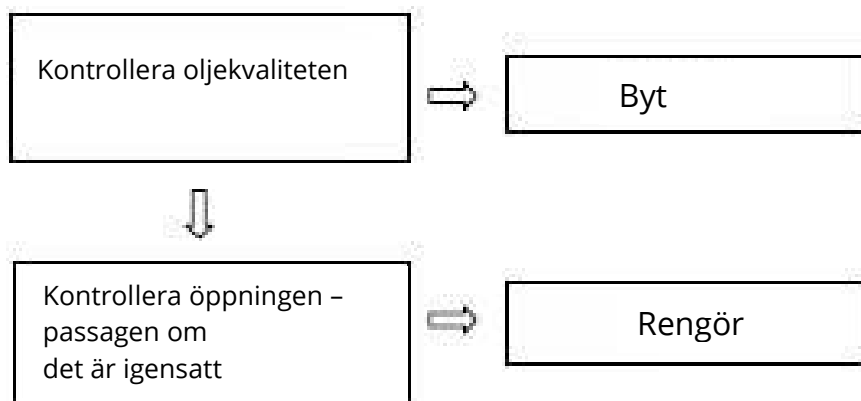 Kontrollera oljekvaliteten
Byt
Kontrollera öppningen –
passagen om
det är igensatt
Rengör